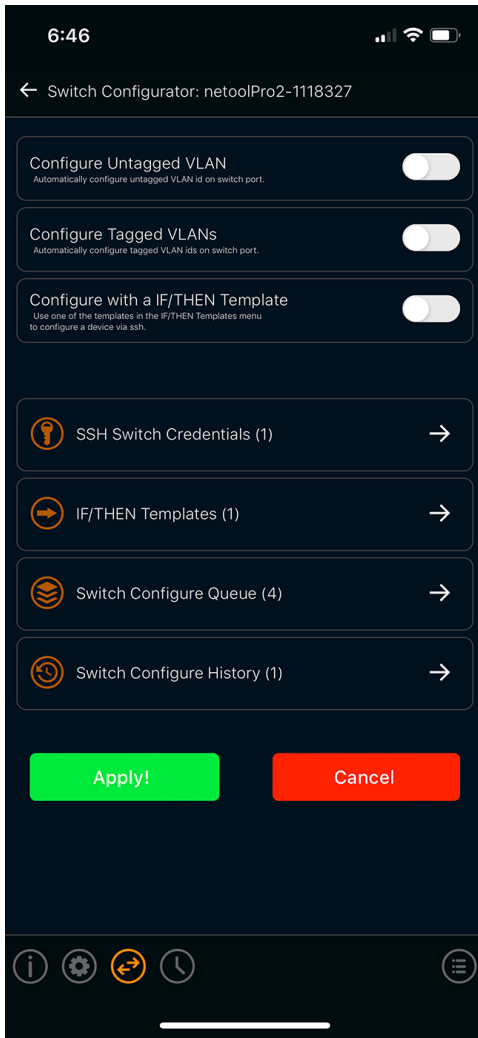 6:46
Switch Configurator: netoolPro2-1118327
Configure Untagged VLAN
Automatically configure untagged VLAN id on switch port.
Configure Tagged VLANs
Automatically configure tagged VLAN ids on switch port.
Configure with a IF/THEN Template
Use one of the templates in the IF/THEN Templates menu
to configure a device via ssh.
SSH Switch Credentials (1)
IF/THEN Templates (1)
Switch Configure Queue (4)
Switch Configure History (1)
Apply!
Cancel